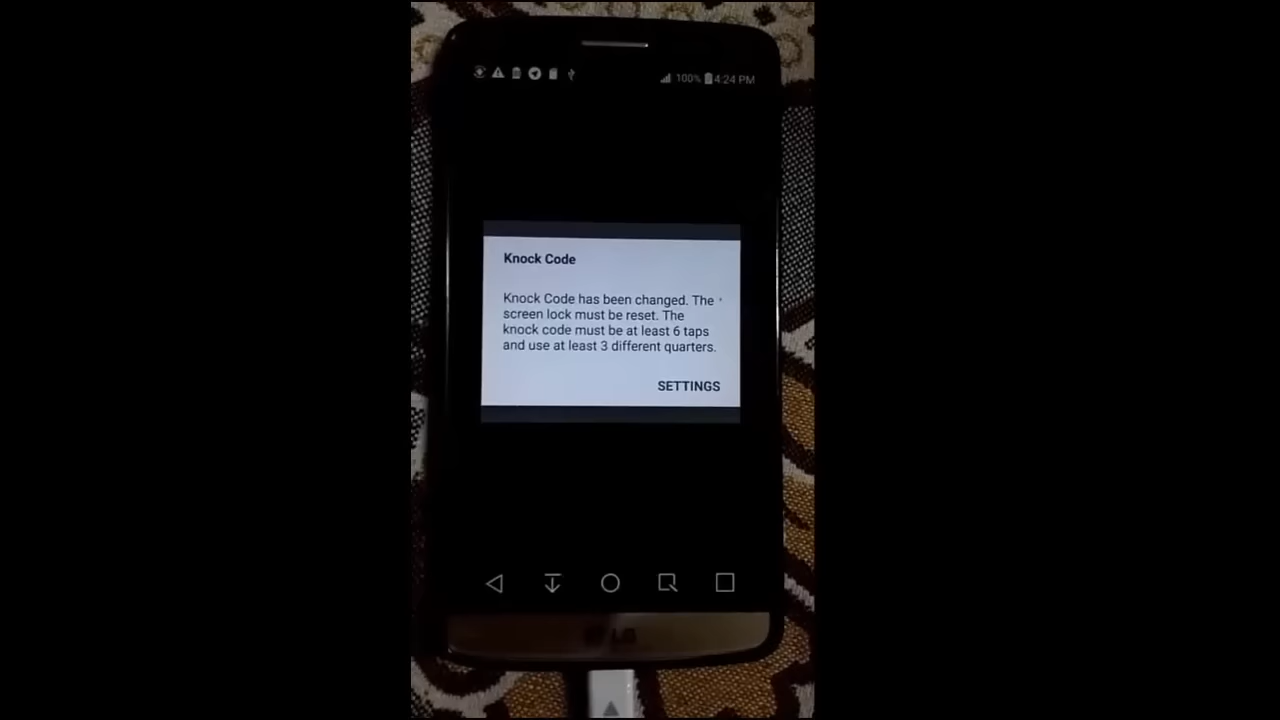 100% 4:24 PM
Knock Code
Knock Code has been changed. The
screen lock must be reset. The
knock code must be at least 6 taps
and use at least 3 different quarters.
SETTINGS
LG